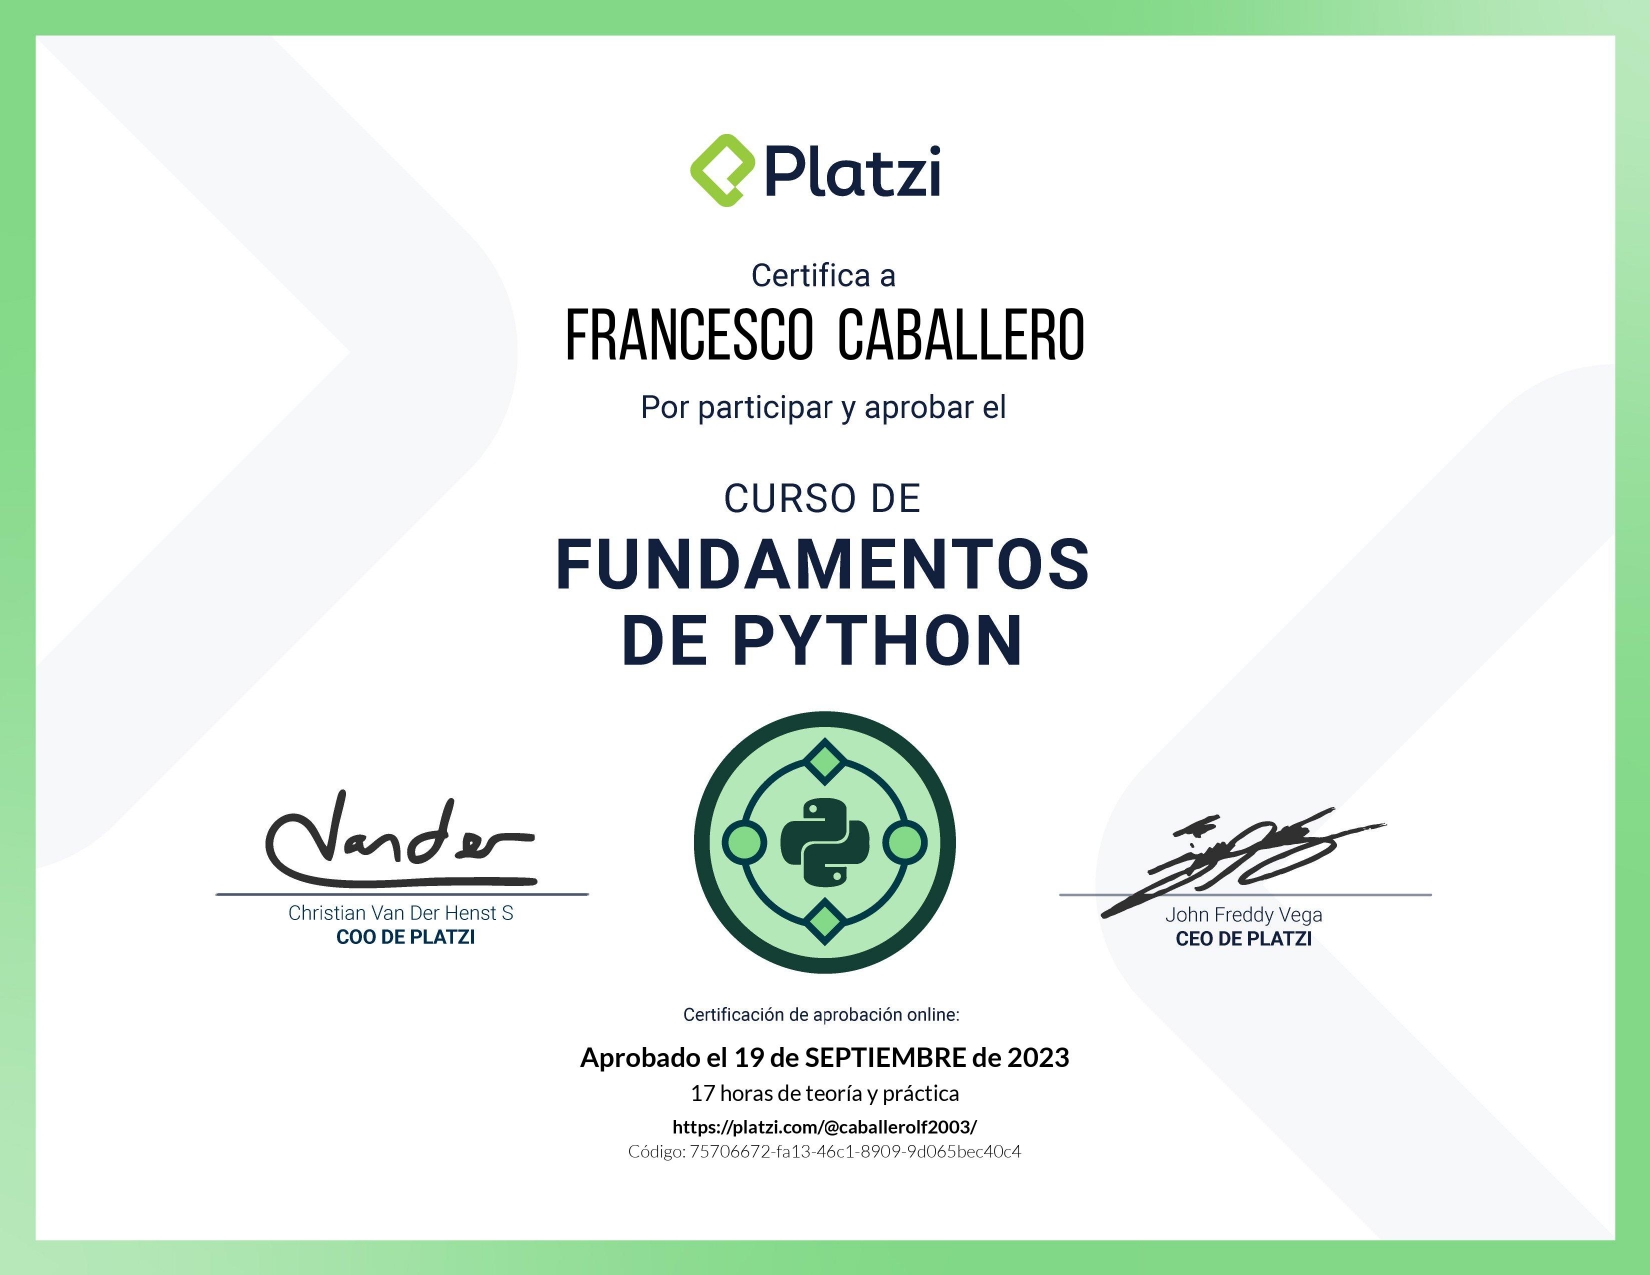 Platzi
Certifica a
FRANCESCO CABALLERO
Por participar y aprobar el
CURSO DE
FUNDAMENTOS
DE PYTHON
Vander
Christian Van Der Henst S
COO DE PLATZI
John Freddy Vega
CEO DE PLATZI
Certificación de aprobación online:
Aprobado el 19 de SEPTIEMBRE de 2023
17 horas de teoría y práctica
https://platzi.com/@caballerolf2003/
Código: 75706672-fa13-46c1-8909-9d065bec40c4